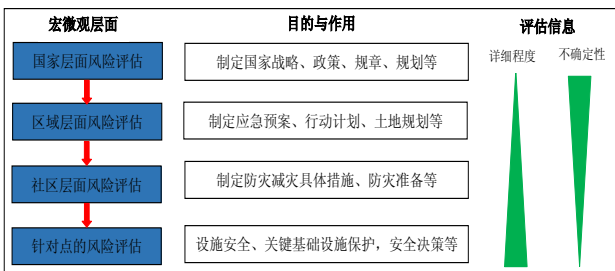 宏微观层面 目的与作用 评估信息
详细程度 不确定性
国家层面风险评估 制定国家战略、政策、规章、规划等
区域层面风险评估 制定应急预案、行动计划、土地规划等
社区层面风险评估 制定防灾减灾具体措施、防灾准备等
针对点的风险评估 设施安全、关键基础设施保护，安全决策等